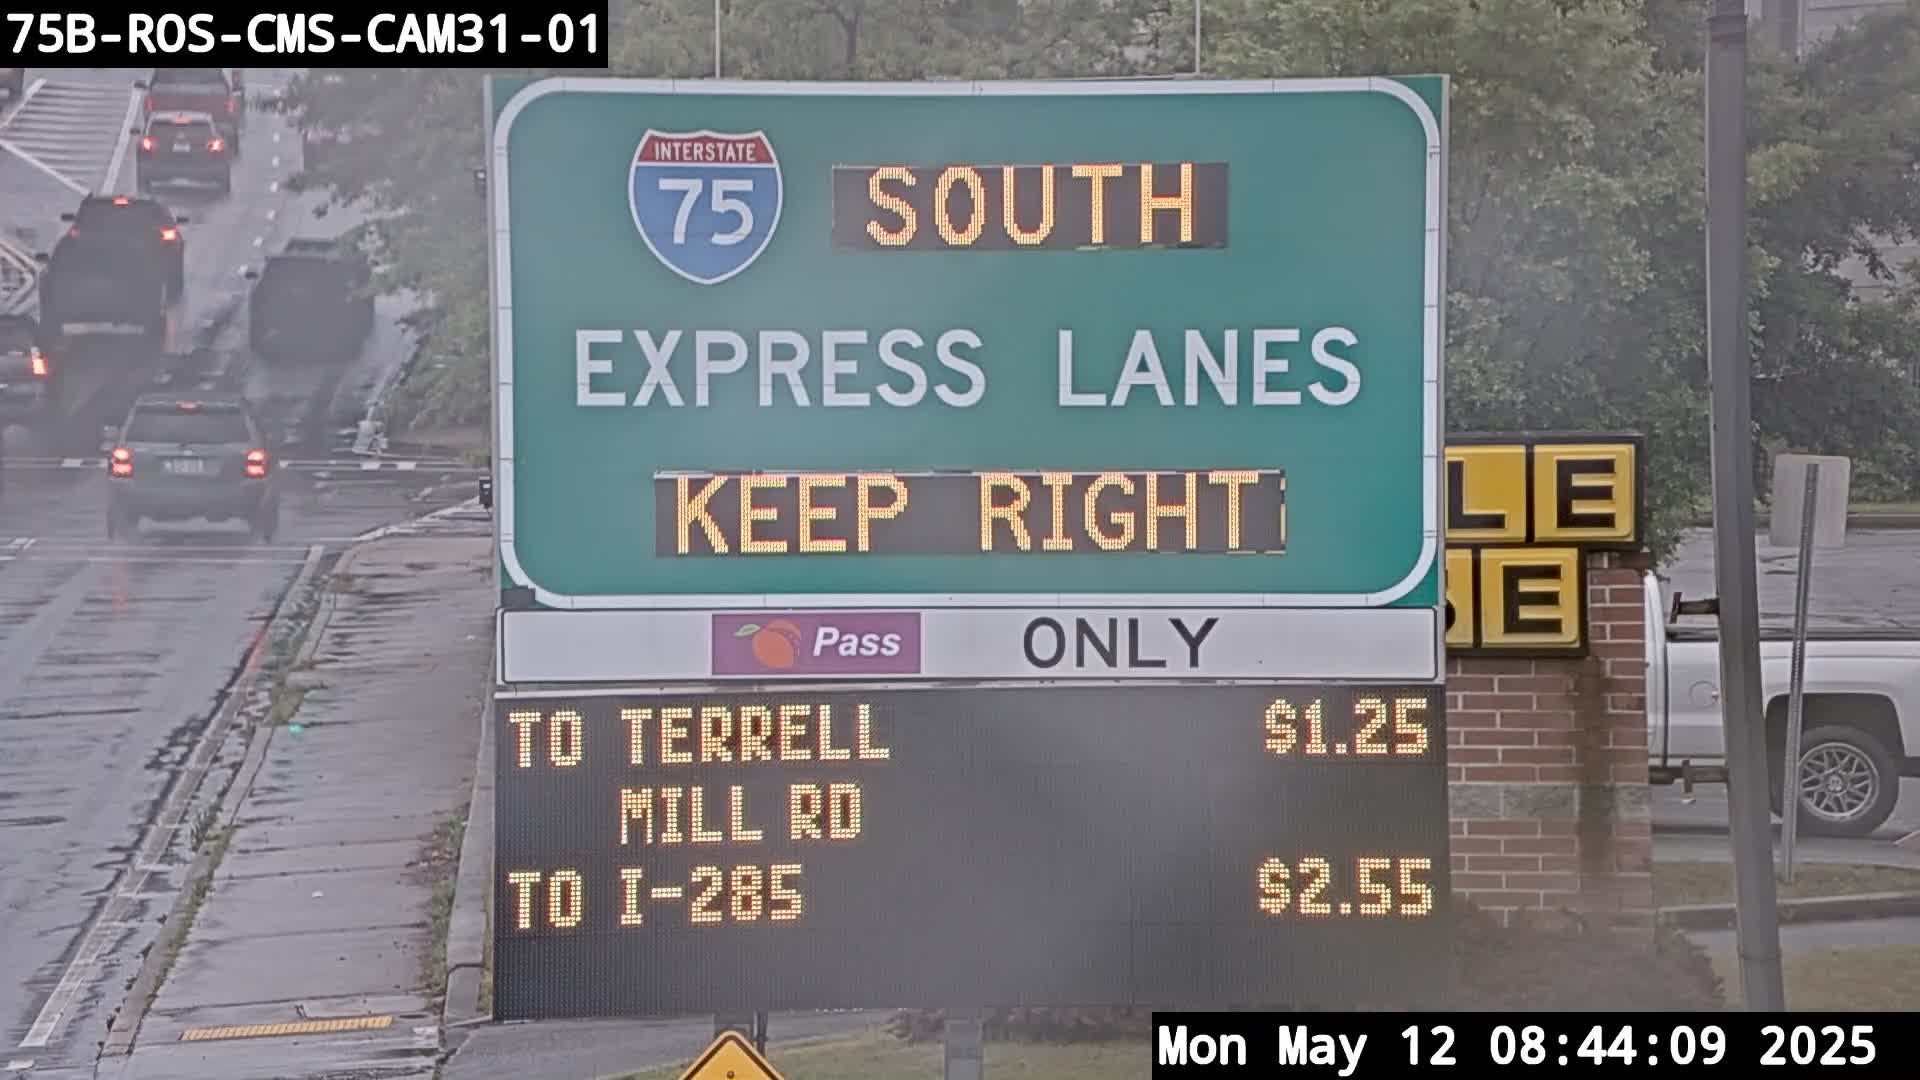 75B-ROS-CMS-CAM31-01
INTERSTATE
75
SOUTH
EXPRESS LANES
KEEP RIGHT
Pass ONLY
TO TERRELL $1.25
MILL RD
TO I-285 $2.55
LE
E
Mon May 12 08:44:09 2025